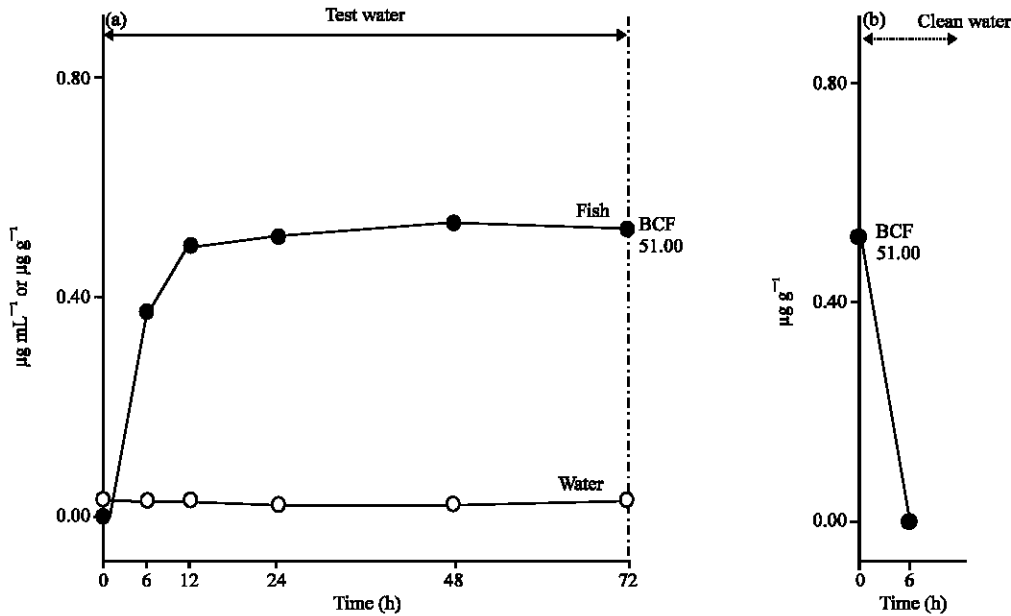 (a)
Test water
0.80
0.40
0.00
µg mL⁻¹ or µg g⁻¹
Fish
BCF
51.00
Water
0 6 12 24 48 72
Time (h)
(b)
Clean water
0.80
0.40
0.00
µg g⁻¹
BCF
51.00
0 6
Time (h)